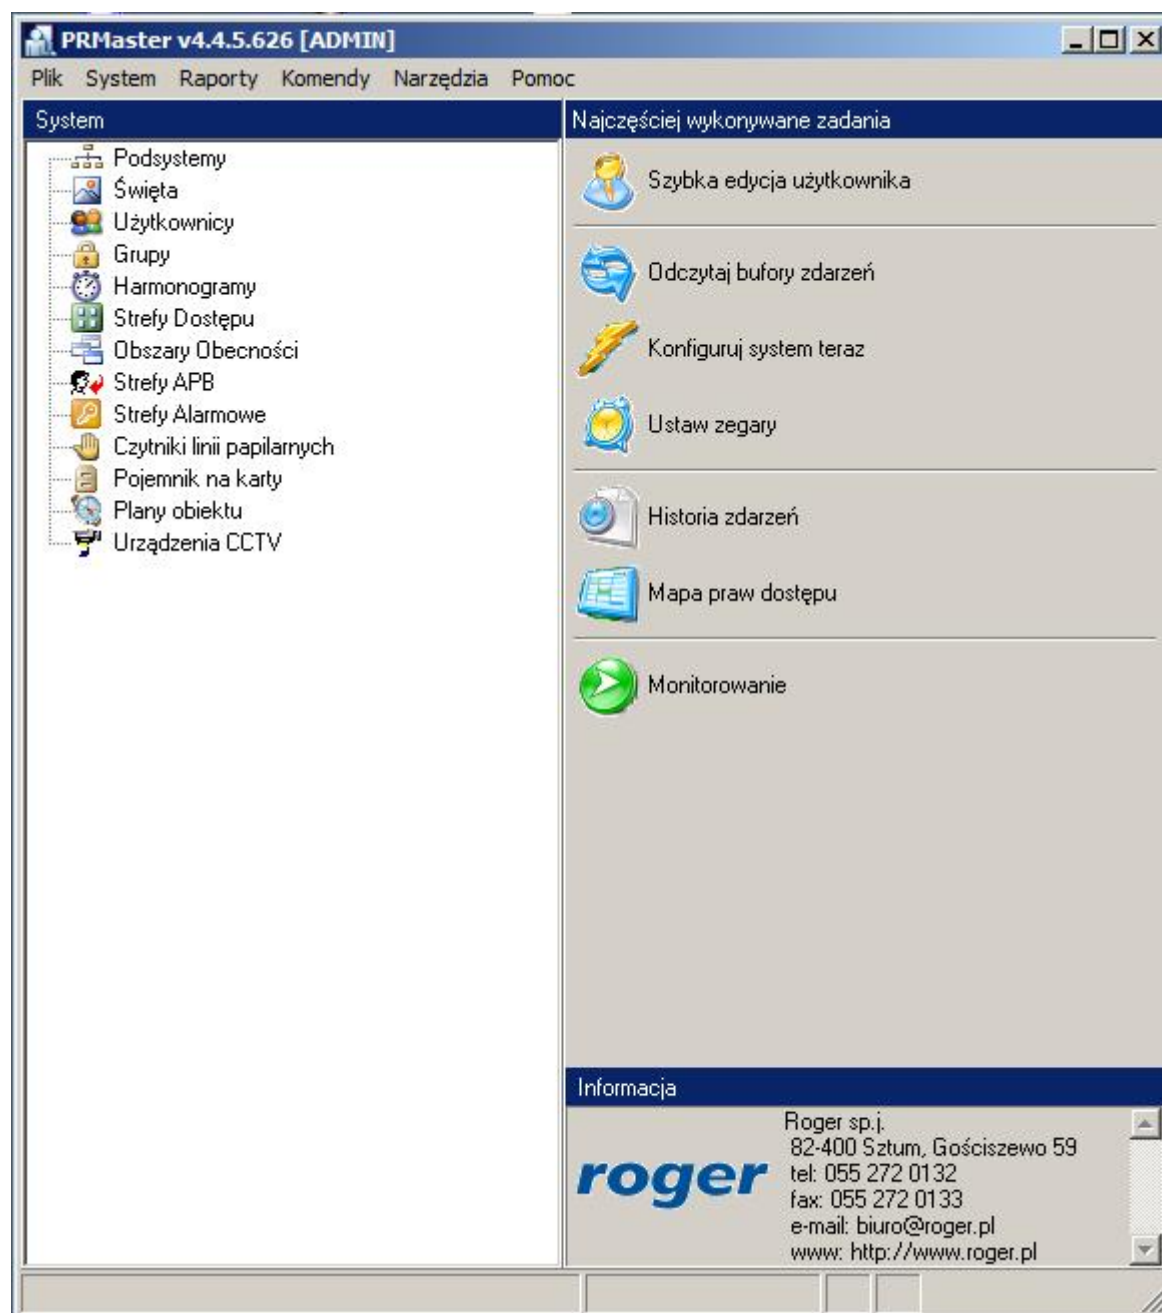 PRMaster v4.4.5.626 [ADMIN]
Plik System Raporty Komendy Narzędzia Pomoc
System
Podsystemy
Święta
Użytkownicy
Grupy
Harmonogramy
Strefy Dostępu
Obszary Obecności
Strefy APB
Strefy Alarmowe
Czytniki linii papilarnych
Pojemnik na karty
Plany obiektu
Urządzenia CCTV
Najczęściej wykonywane zadania
Szybka edycja użytkownika
Odczytaj bufory zdarzeń
Konfiguruj system teraz
Ustaw zegary
Historia zdarzeń
Mapa praw dostępu
Monitorowanie
Informacja
roger
Roger sp.j.
82-400 Sztum, Gościszewo 59
tel: 055 272 0132
fax: 055 272 0133
e-mail: biuro@roger.pl
www: http://www.roger.pl